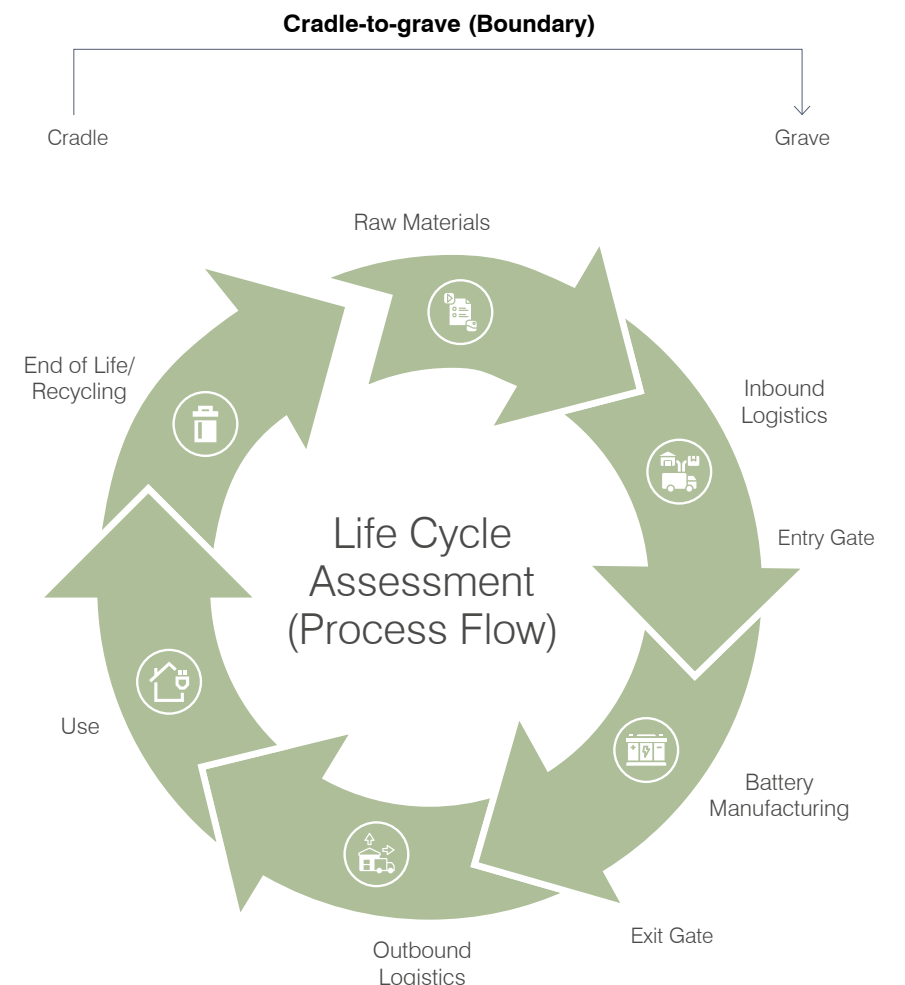 Cradle-to-grave (Boundary)
Cradle
Grave
Raw Materials
End of Life/
Recycling
Inbound
Logistics
Life Cycle
Assessment
(Process Flow)
Entry Gate
Use
Battery
Manufacturing
Exit Gate
Outbound
Logistics